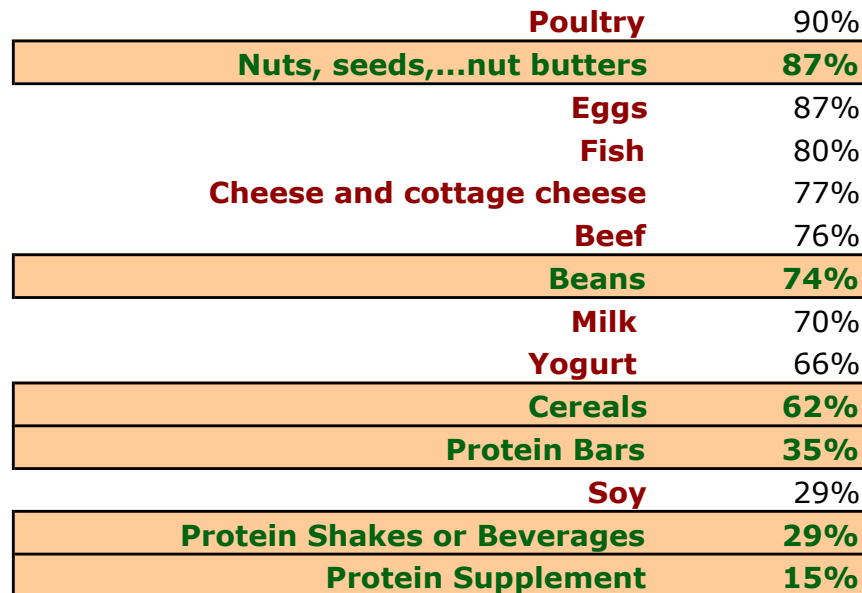 Poultry 90%
Nuts, seeds,...nut butters 87%
Eggs 87%
Fish 80%
Cheese and cottage cheese 77%
Beef 76%
Beans 74%
Milk 70%
Yogurt 66%
Cereals 62%
Protein Bars 35%
Soy 29%
Protein Shakes or Beverages 29%
Protein Supplement 15%